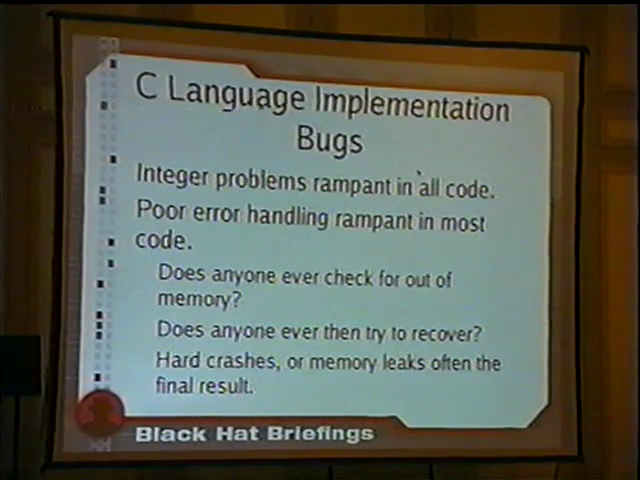 C Language Implementation
Bugs
Integer problems rampant in all code.
Poor error handling rampant in most
code.
Does anyone ever check for out of
memory?
Does anyone ever then try to recover?
Hard crashes, or memory leaks often the
final result.
Black Hat Briefings